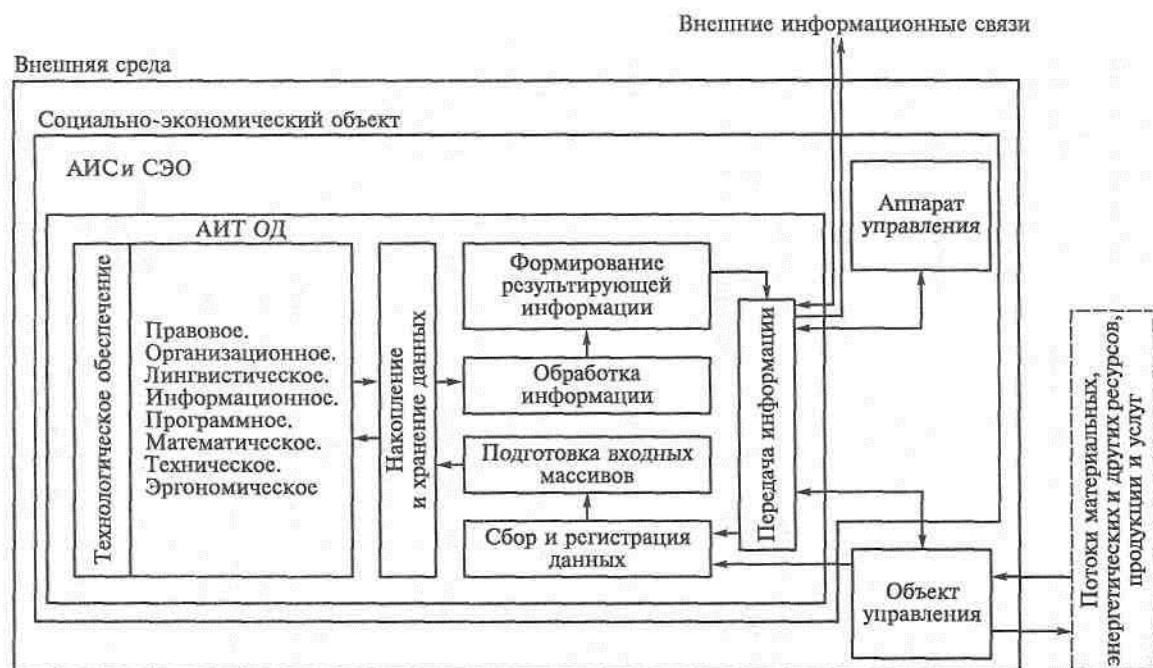 Внешние информационные связи
Внешняя среда
Социально-экономический объект
АИС и СЭО
АИТ ОД
Технологическое обеспечение
Правовое.
Организационное.
Лингвистическое.
Информационное.
Программное.
Математическое.
Техническое.
Эргономическое
Накопление
и хранение данных
Формирование
результирующей
информации
Обработка
информации
Подготовка входных
массивов
Сбор и регистрация
данных
Передача информации
Аппарат
управления
Объект
управления
Потоки материальных,
энергетических и других ресурсов,
продукции и услуг